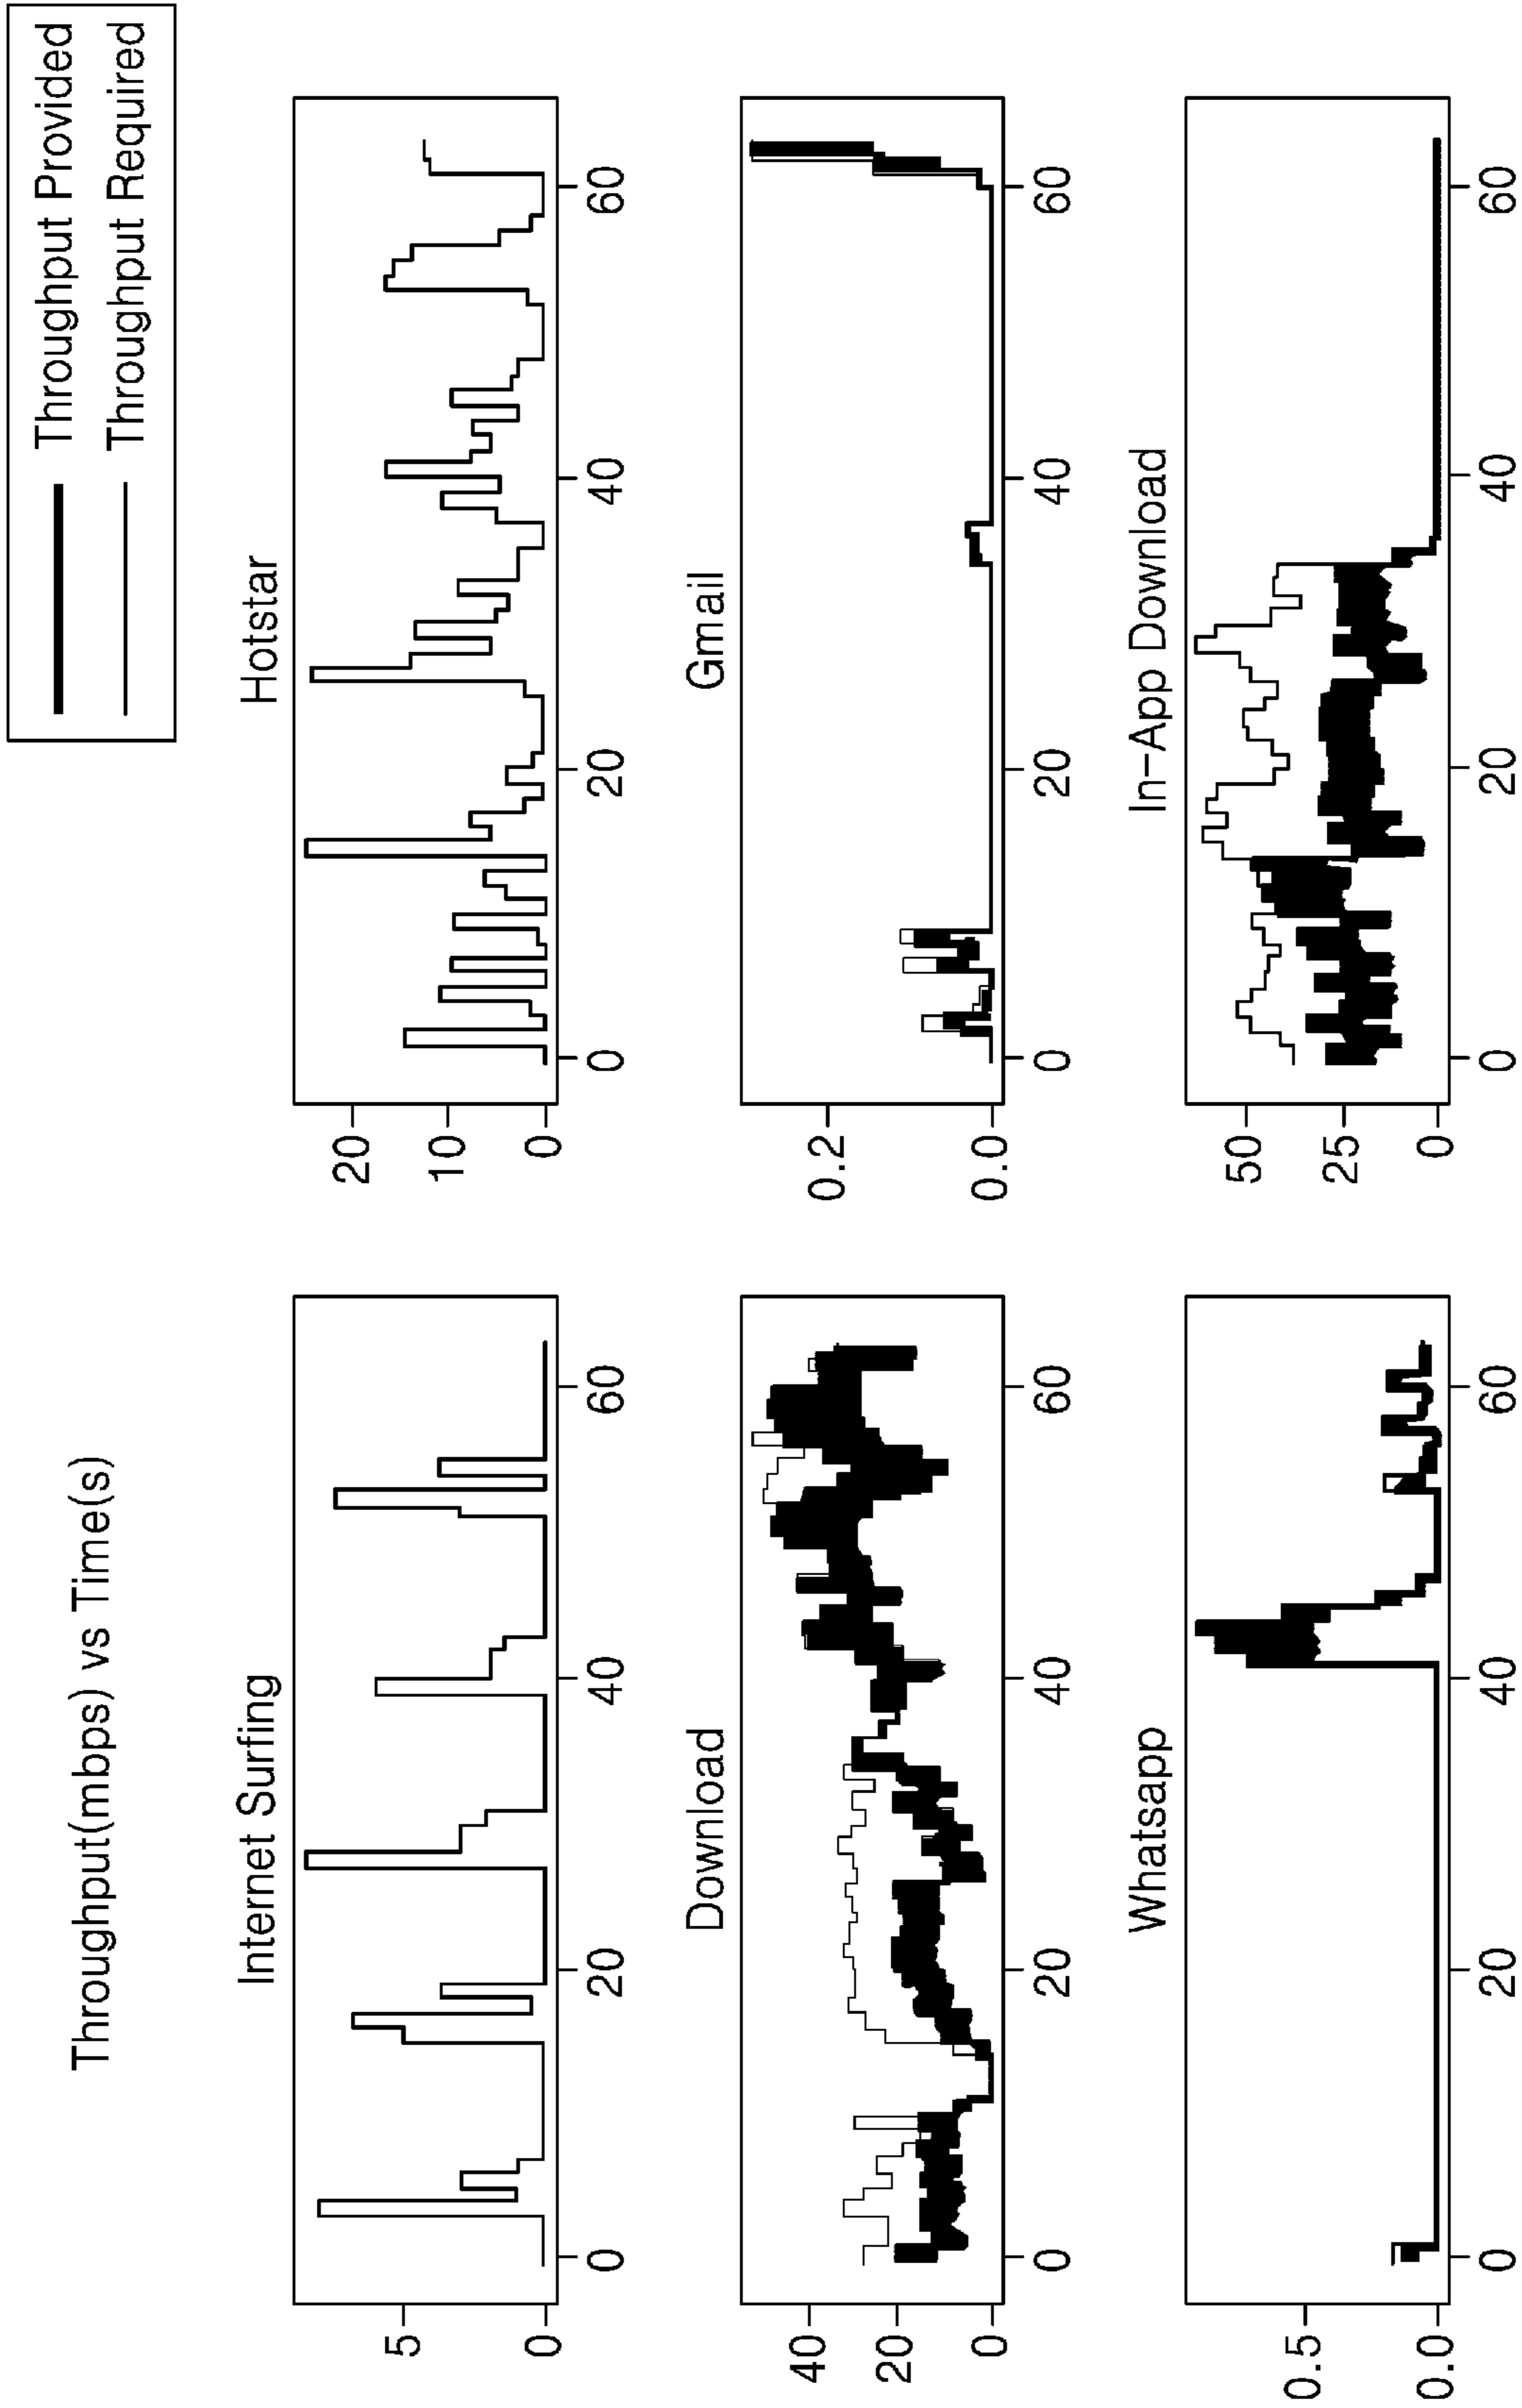 Throughput(mbps) vs Time(s)
Throughput Provided
Throughput Required
Internet Surfing
5
0
0 20 40 60
Hotstar
20
10
0
0 20 40 60
Download
40
20
0
0 20 40 60
Gmail
0.2
0.0
0 20 40 60
Whatsapp
0.5
0.0
0 20 40 60
In-App Download
50
25
0
0 20 40 60